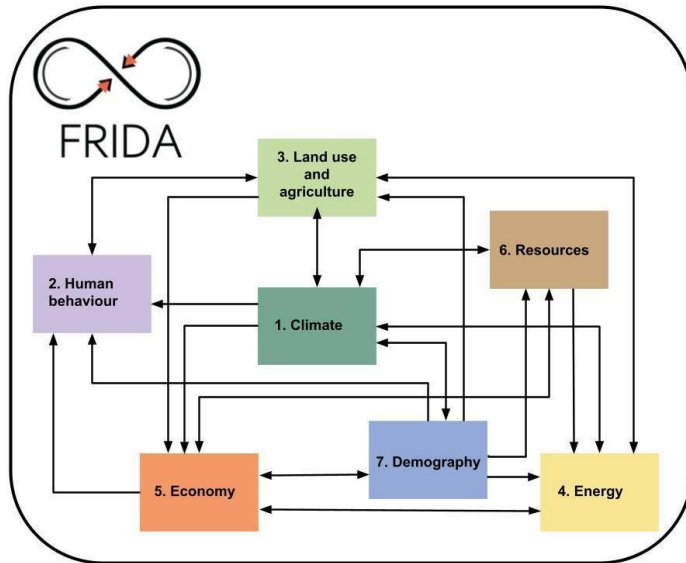 FRIDA
3. Land use
and
agriculture
6. Resources
2. Human
behaviour
1. Climate
7. Demography
5. Economy
4. Energy